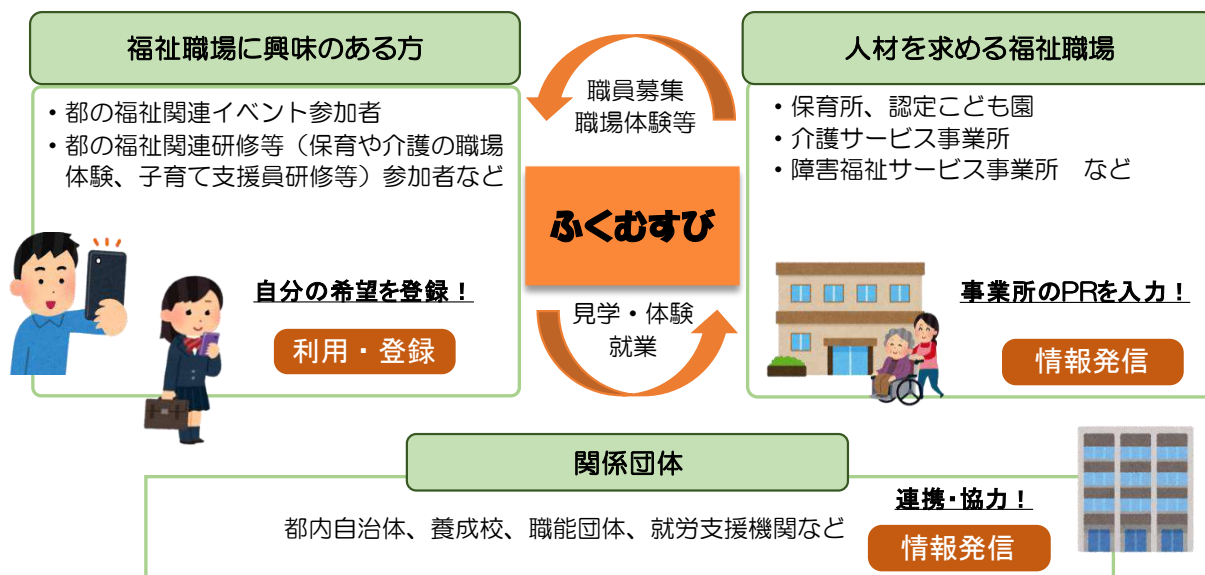 福祉職場に興味のある方
・都の福祉関連イベント参加者
・都の福祉関連研修等（保育や介護の職場
体験、子育て支援員研修等）参加者など
自分の希望を登録！
利用・登録
職員募集
職場体験等
ふくむすび
見学・体験
就業
人材を求める福祉職場
・保育所、認定こども園
・介護サービス事業所
・障害福祉サービス事業所　など
事業所のPRを入力！
情報発信
関係団体
都内自治体、養成校、職能団体、就労支援機関など
連携・協力！
情報発信